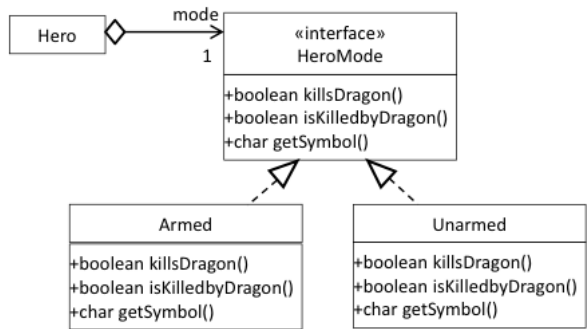 mode
Hero
1
«interface»
HeroMode
+boolean killsDragon()
+boolean isKilledbyDragon()
+char getSymbol()
Armed
+boolean killsDragon()
+boolean isKilledbyDragon()
+char getSymbol()
Unarmed
+boolean killsDragon()
+boolean isKilledbyDragon()
+char getSymbol()